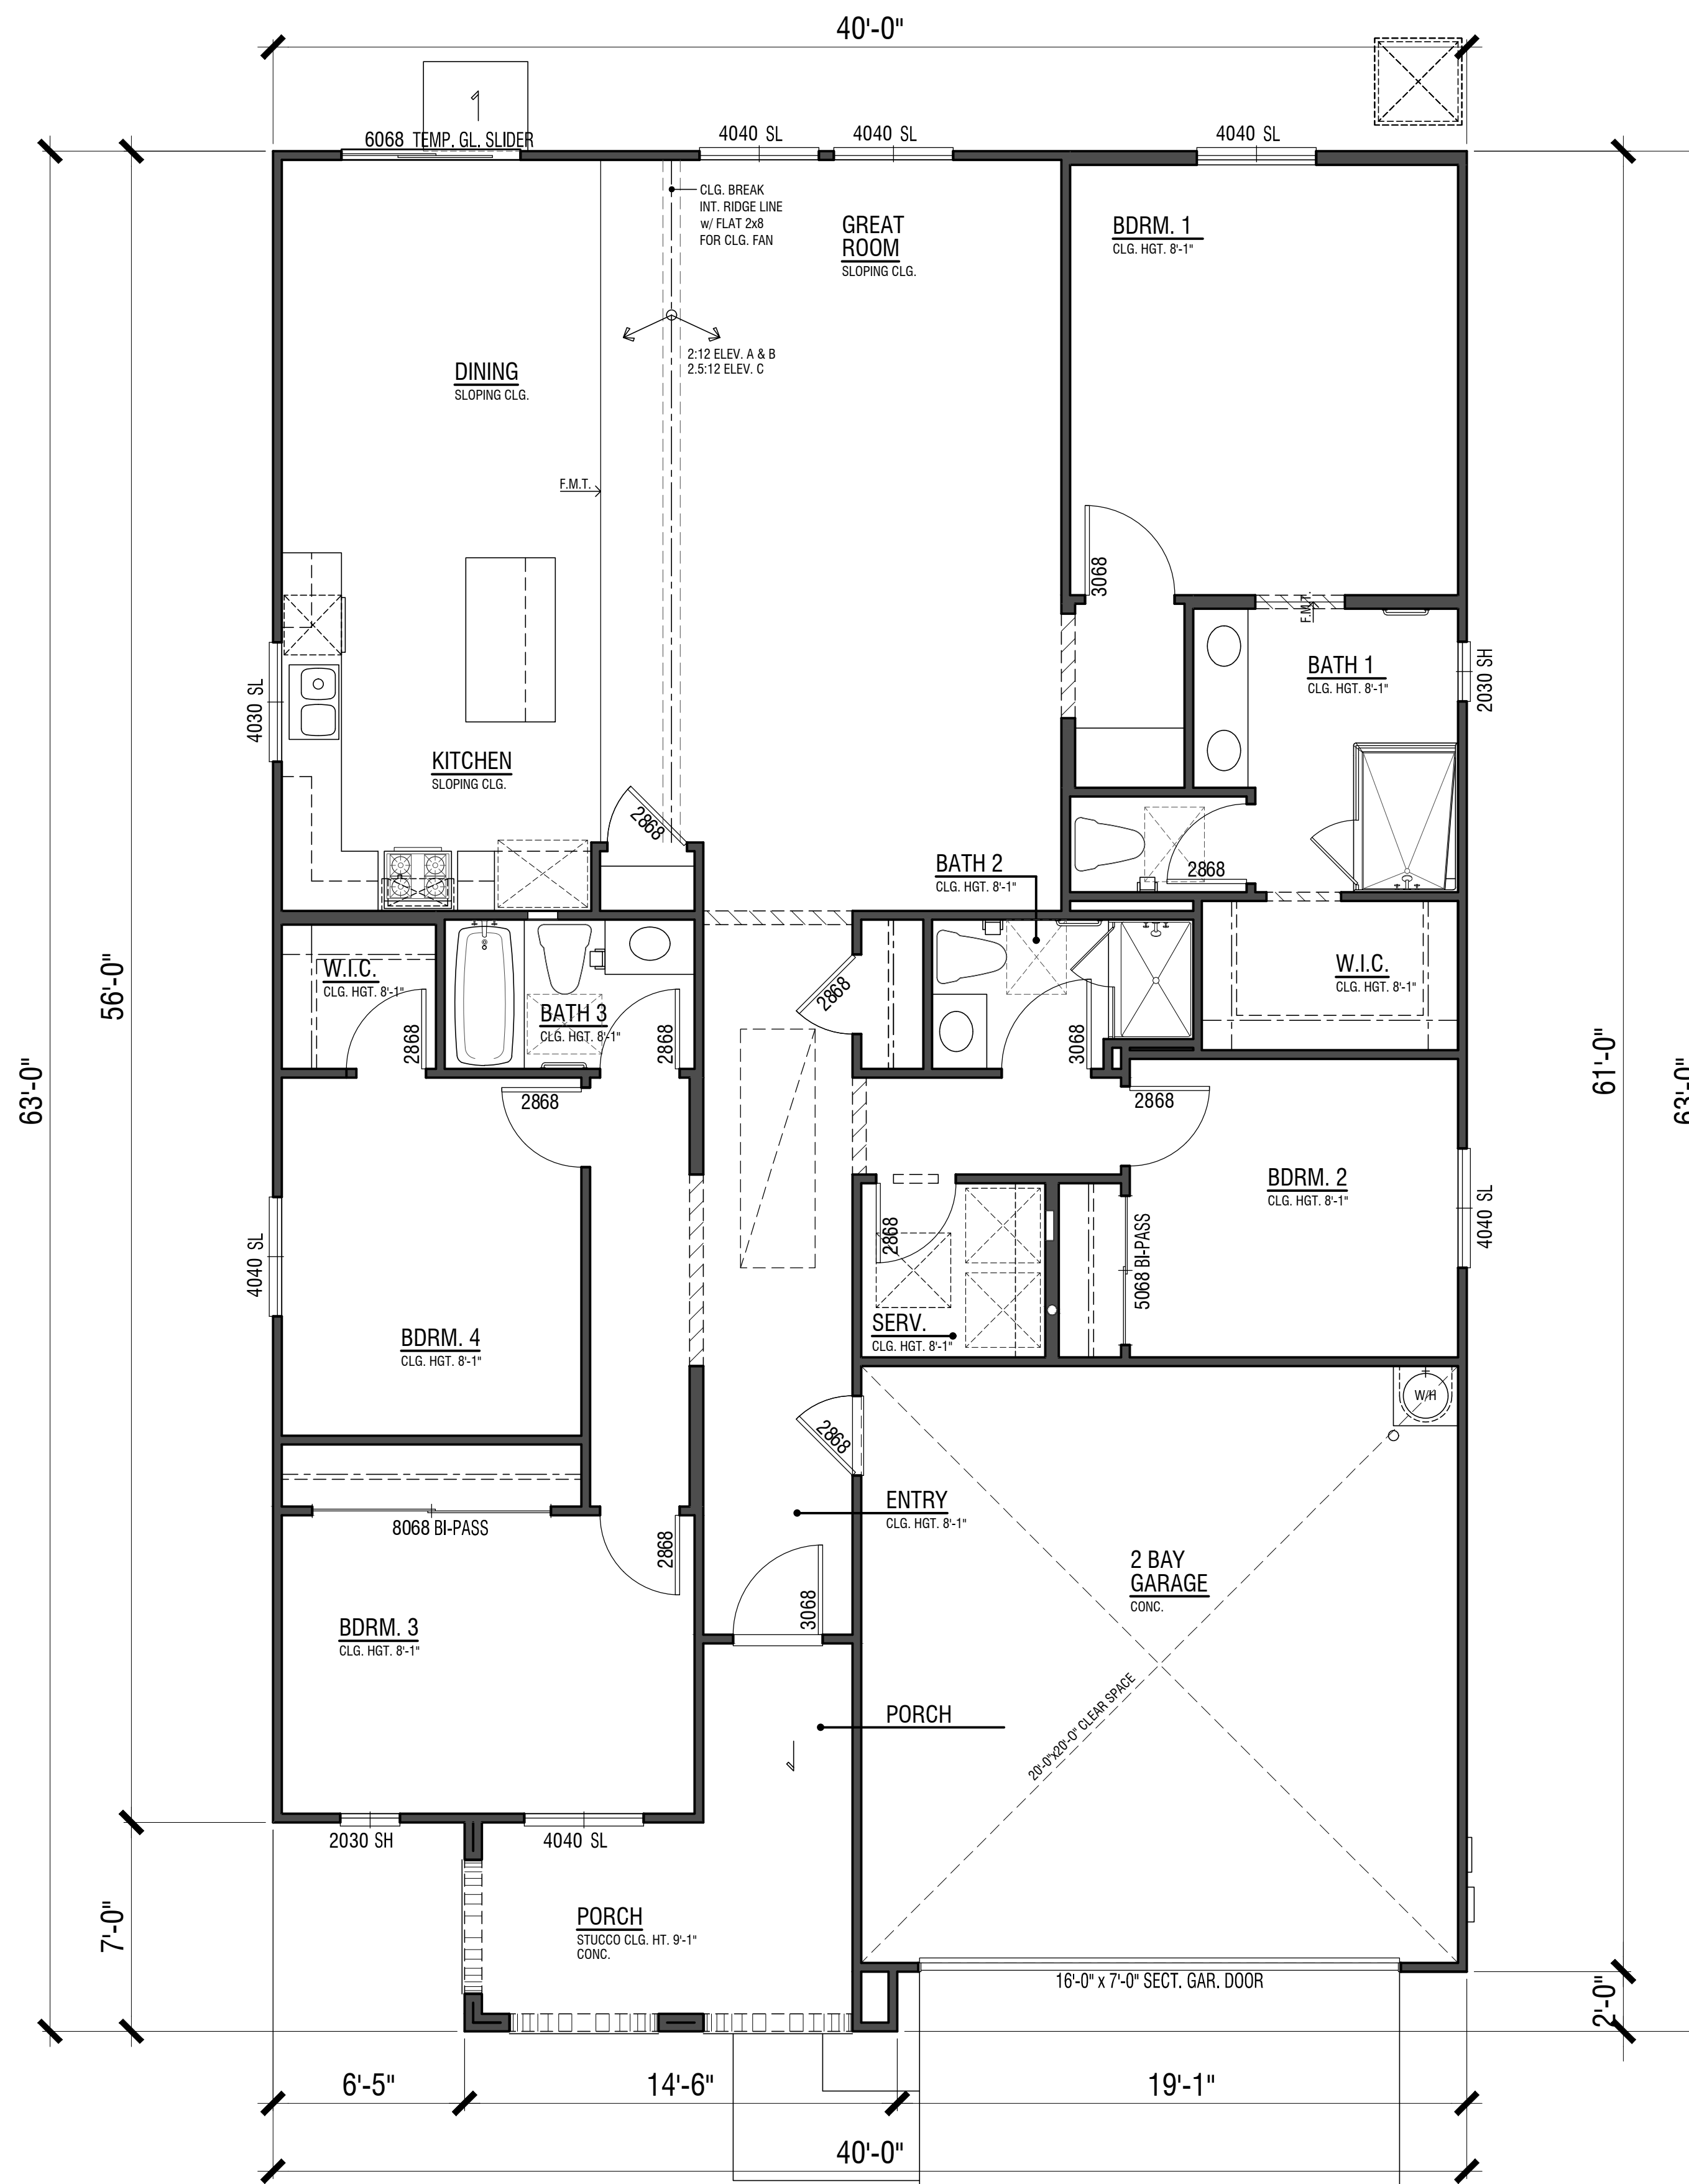 40'-0"
1
6068 TEMP. GL. SLIDER
4040 SL
4040 SL
4040 SL
CLG. BREAK
INT. RIDGE LINE
w/ FLAT 2x8
FOR CLG. FAN
GREAT
ROOM
SLOPING CLG.
BDRM. 1
CLG. HGT. 8'-1"
2:12 ELEV. A & B
2.5:12 ELEV. C
DINING
SLOPING CLG.
F.M.T.
3068
F.M.T.
BATH 1
CLG. HGT. 8'-1"
2030 SH
4030 SL
KITCHEN
SLOPING CLG.
2868
BATH 2
CLG. HGT. 8'-1"
2868
56'-0"
63'-0"
61'-0"
63'-0"
W.I.C.
CLG. HGT. 8'-1"
2868
BATH 3
CLG. HGT. 8'-1"
2868
2868
3068
W.I.C.
CLG. HGT. 8'-1"
2868
2868
BDRM. 2
CLG. HGT. 8'-1"
4040 SL
4040 SL
2868
5068 BI-PASS
SERV.
CLG. HGT. 8'-1"
BDRM. 4
CLG. HGT. 8'-1"
W/H
2868
8068 BI-PASS
2868
ENTRY
CLG. HGT. 8'-1"
2 BAY
GARAGE
CONC.
3068
BDRM. 3
CLG. HGT. 8'-1"
PORCH
20'-0"x20'-0" CLEAR SPACE
2030 SH
4040 SL
7'-0"
PORCH
STUCCO CLG. HT. 9'-1"
CONC.
16'-0" x 7'-0" SECT. GAR. DOOR
2'-0"
6'-5"
14'-6"
19'-1"
40'-0"